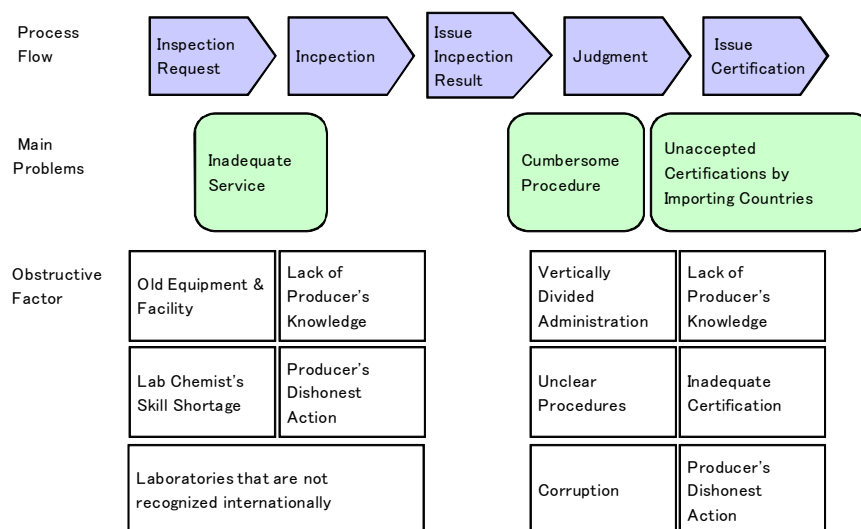 Process
Flow
Inspection
Request
Incpection
Issue
Incpection
Result
Judgment
Issue
Certification
Main
Problems
Inadequate
Service
Cumbersome
Procedure
Unaccepted
Certifications by
Importing Countries
Obstructive
Factor
Old Equipment &
Facility
Lack of
Producer's
Knowledge
Vertically
Divided
Administration
Lack of
Producer's
Knowledge
Lab Chemist's
Skill Shortage
Producer's
Dishonest
Action
Unclear
Procedures
Inadequate
Certification
Laboratories that are not
recognized internationally
Corruption
Producer's
Dishonest
Action